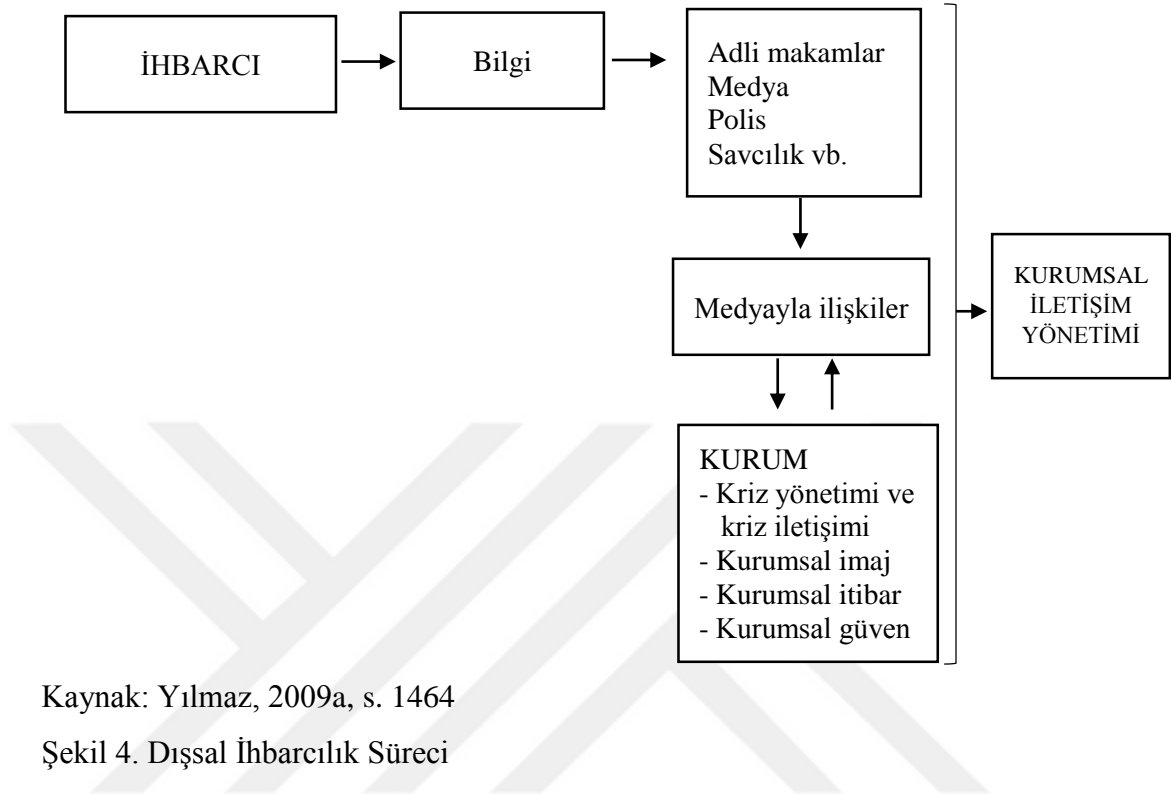 İHBARCI
Bilgi
Adli makamlar
Medya
Polis
Savcılık vb.
Medyayla ilişkiler
KURUMSAL
İLETİŞİM
YÖNETİMİ
KURUM
- Kriz yönetimi ve
kriz iletişimi
- Kurumsal imaj
- Kurumsal itibar
- Kurumsal güven
Kaynak: Yılmaz, 2009a, s. 1464
Şekil 4. Dışsal İhbarcılık Süreci